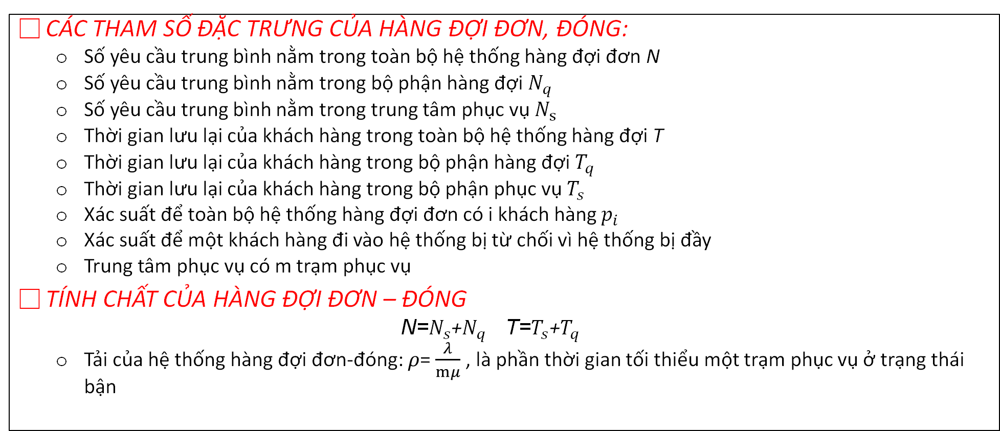 □ CÁC THAM SỐ ĐẶC TRƯNG CỦA HÀNG ĐỢI ĐƠN, ĐÓNG:
o Số yêu cầu trung bình nằm trong toàn bộ hệ thống hàng đợi đơn N
o Số yêu cầu trung bình nằm trong bộ phận hàng đợi N_q
o Số yêu cầu trung bình nằm trong trung tâm phục vụ N_s
o Thời gian lưu lại của khách hàng trong toàn bộ hệ thống hàng đợi T
o Thời gian lưu lại của khách hàng trong bộ phận hàng đợi T_q
o Thời gian lưu lại của khách hàng trong bộ phận phục vụ T_s
o Xác suất để toàn bộ hệ thống hàng đợi đơn có i khách hàng p_i
o Xác suất để một khách hàng đi vào hệ thống bị từ chối vì hệ thống bị đầy
o Trung tâm phục vụ có m trạm phục vụ
□ TÍNH CHẤT CỦA HÀNG ĐỢI ĐƠN – ĐÓNG
N=N_s+N_q T=T_s+T_q
o Tải của hệ thống hàng đợi đơn-đóng: ρ= λ/mμ , là phần thời gian tối thiểu một trạm phục vụ ở trạng thái
bận